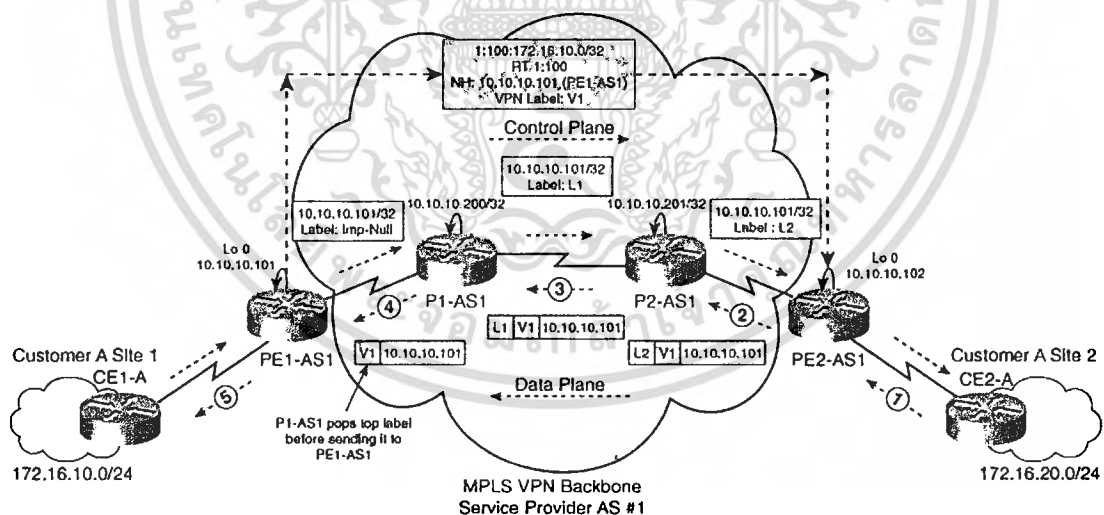 1:100:172.16.10.0/32
RT 1:100
NH: 10.10.10.101 (PE1-AS1)
VPN Label: V1
Control Plane
10.10.10.101/32
Label: L1
10.10.10.200/32
10.10.10.201/32
10.10.10.101/32
Label: Imp-Null
10.10.10.101/32
Label : L2
Lo 0
10.10.10.101
Lo 0
10.10.10.102
P1-AS1
3
P2-AS1
4
2
PE1-AS1
L1 V1 10.10.10.101
L2 V1 10.10.10.101
PE2-AS1
V1 10.10.10.101
Customer A Site 1
CE1-A
5
Data Plane
1
Customer A Site 2
CE2-A
P1-AS1 pops top label
before sending it to
PE1-AS1
172.16.10.0/24
172.16.20.0/24
MPLS VPN Backbone
Service Provider AS #1